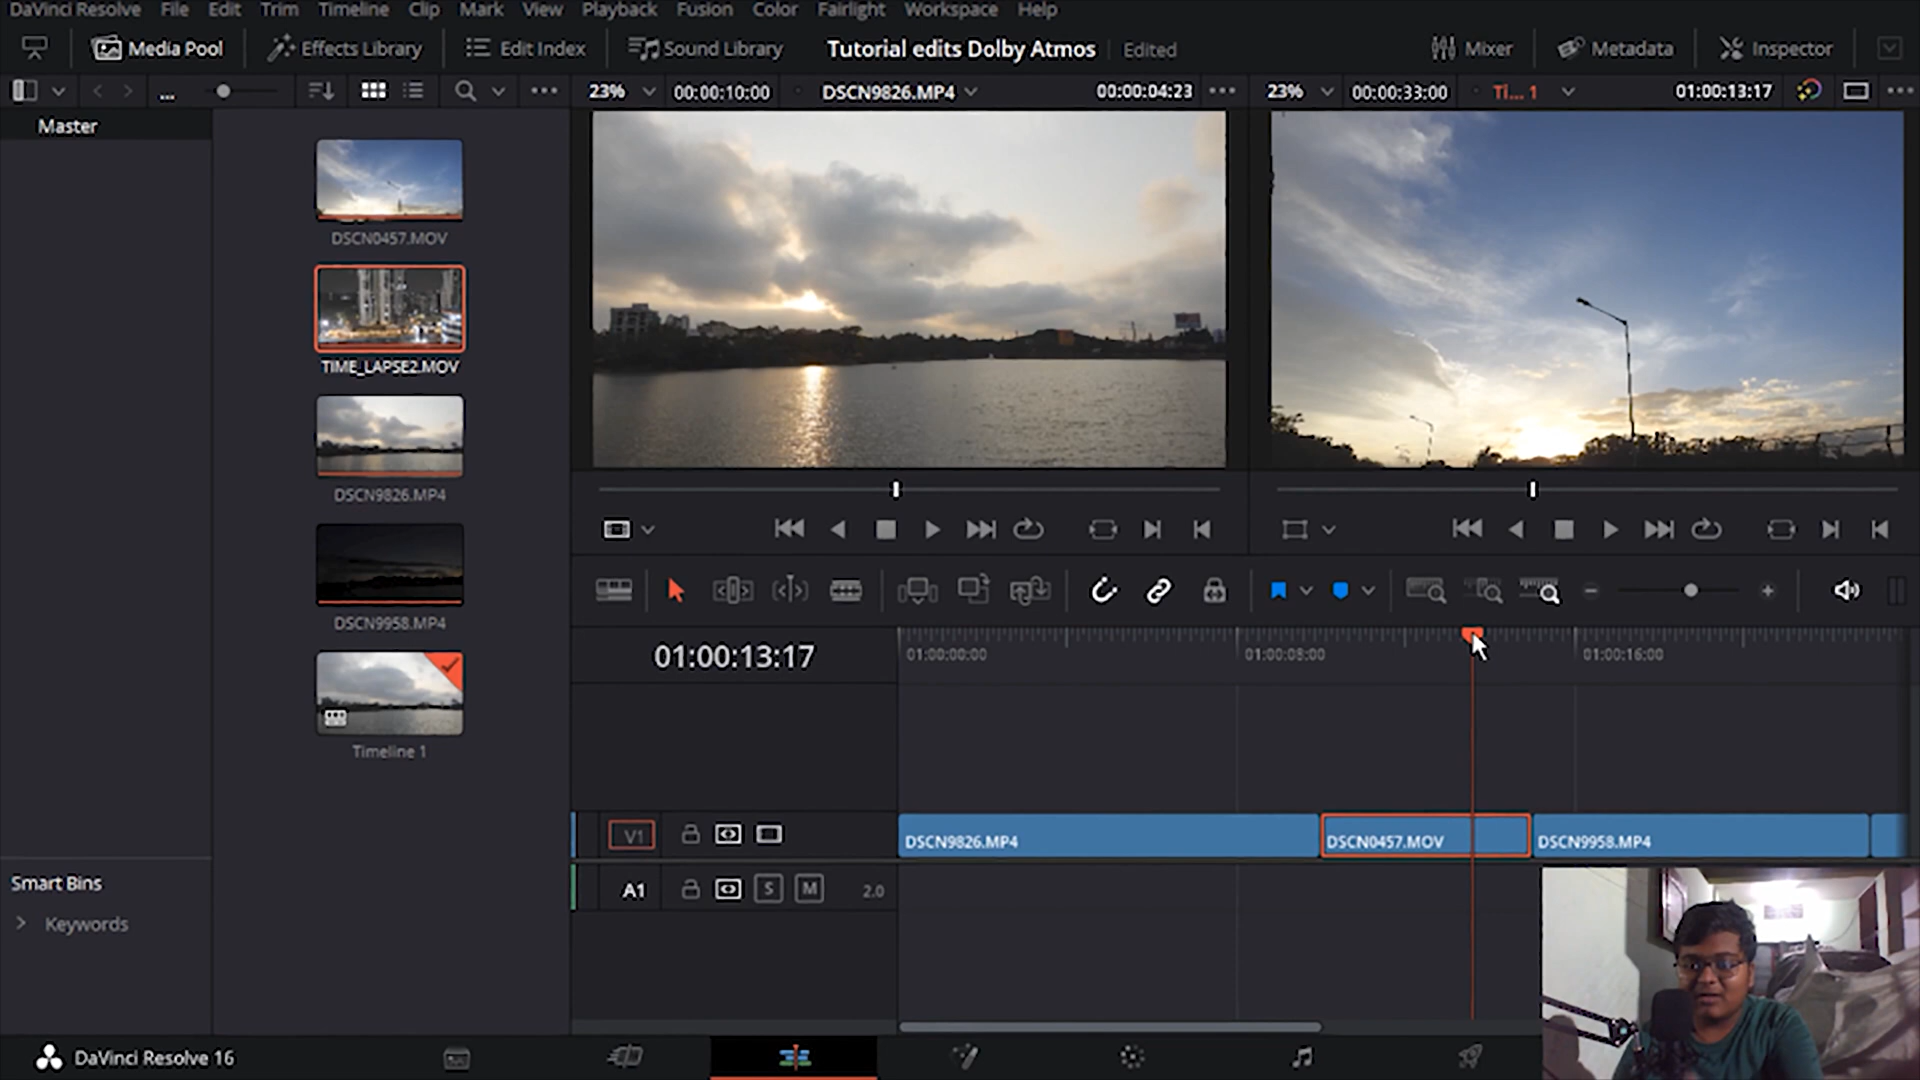 DaVinci Resolve File Edit Trim Timeline Clip Mark View Playback Fusion Color Fairlight Workspace Help
Media Pool Effects Library Edit Index Sound Library Tutorial edits Dolby Atmos Edited Mixer Metadata Inspector
... 23% 00:00:10:00 DSCN9826.MP4 00:00:04:23 23% 00:00:33:00 Ti... 1 01:00:13:17
Master
DSCN0457.MOV
TIME_LAPSE2.MOV
DSCN9826.MP4
DSCN9958.MP4
Timeline 1
01:00:13:17
01:00:00:00 01:00:08:00 01:00:16:00
V1 DSCN9826.MP4 DSCN0457.MOV DSCN9958.MP4
A1 S M 2.0
Smart Bins
Keywords
DaVinci Resolve 16